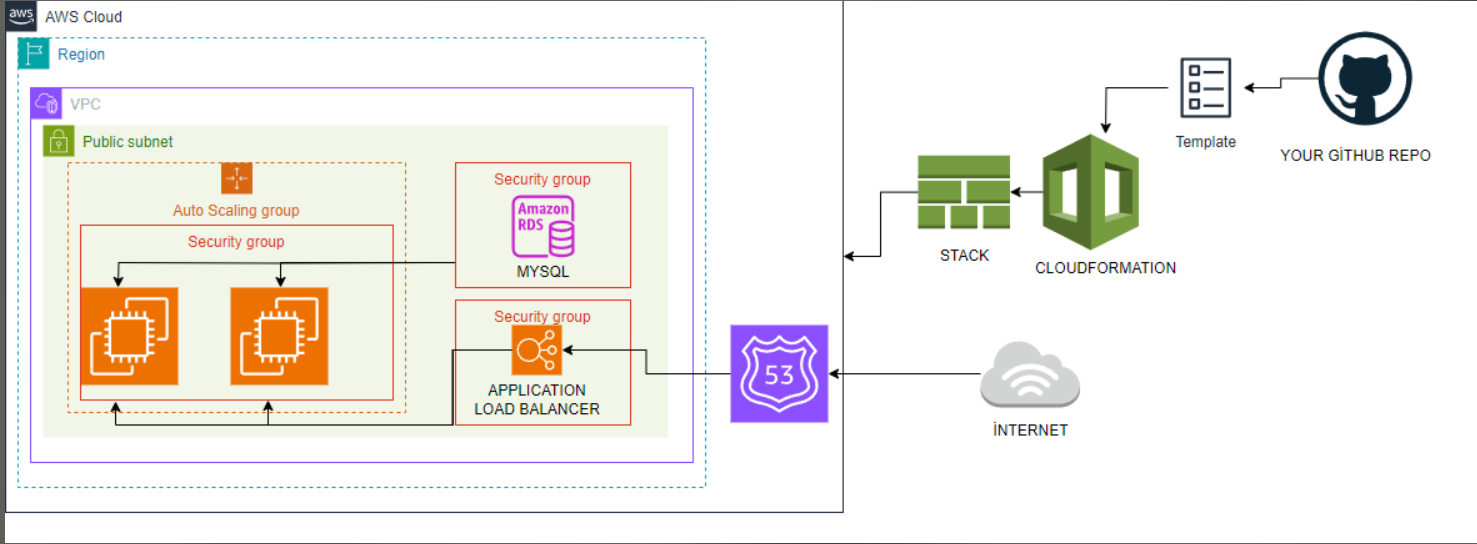 aws
AWS Cloud
Region
VPC
Public subnet
Auto Scaling group
Security group
Security group
Amazon
RDS
MYSQL
Security group
APPLICATION
LOAD BALANCER
53
İNTERNET
STACK
CLOUDFORMATION
Template
YOUR GİTHUB REPO